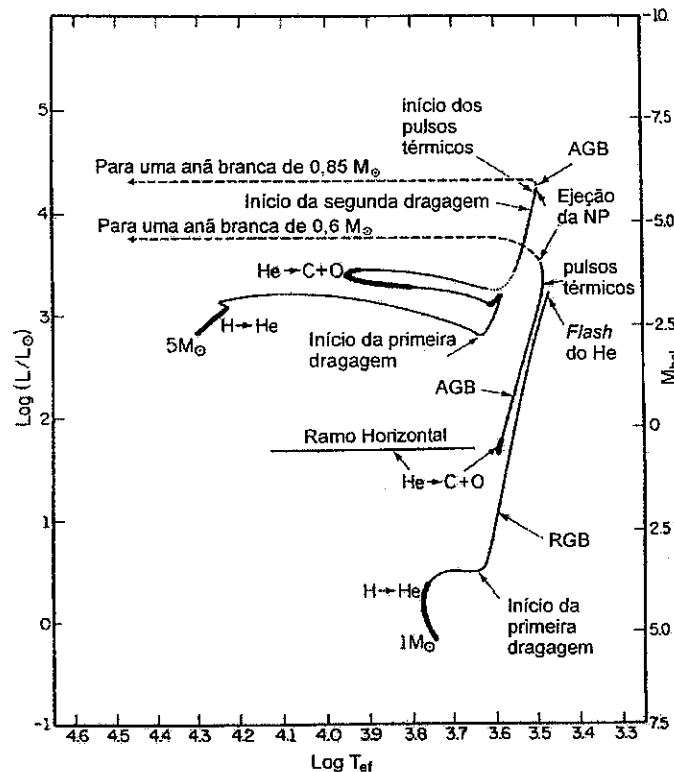 -10.
5
-7.5
início dos
pulsos
térmicos
AGB
Para uma anã branca de 0,85 M⊙
4
Início da segunda dragagem
Ejeção
da NP
-5.0
Para uma anã branca de 0,6 M⊙
He→C+O
pulsos
térmicos
3
H→He
-2.5
5M⊙
Início da primeira
dragagem
Flash
do He
Log (L/L⊙)
AGB
2
0
Ramo Horizontal
He→C+O
1
2.5
RGB
H→He
Início da
primeira
dragagem
0
1M⊙
5.0
-1
7.5
4.6 4.5 4.4 4.3 4.2 4.1 4.0 3.9 3.8 3.7 3.6 3.5 3.4 3.3 3.2
Log Tef